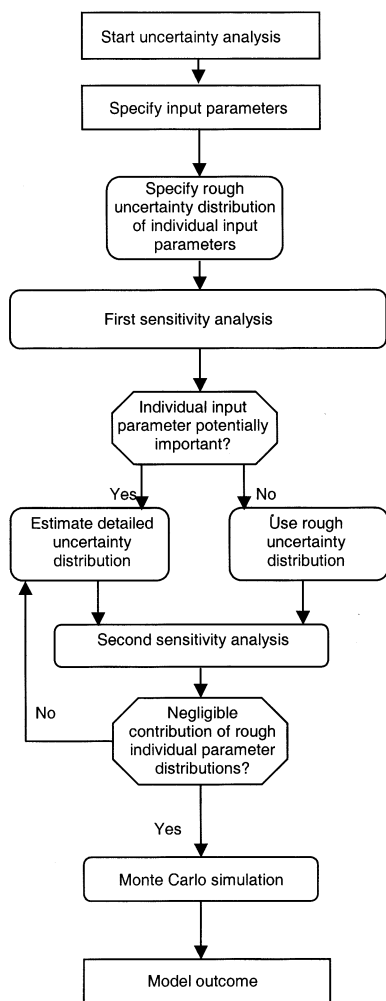 Start uncertainty analysis
Specify input parameters
Specify rough
uncertainty distribution
of individual input
parameters
First sensitivity analysis
Individual input
parameter potentially
important?
Yes
No
Estimate detailed
uncertainty
distribution
Use rough
uncertainty
distribution
Second sensitivity analysis
No
Negligible
contribution of rough
individual parameter
distributions?
Yes
Monte Carlo simulation
Model outcome